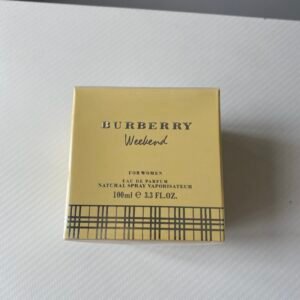 BURBERRY
Weekend
FOR WOMEN
EAU DE PARFUM
NATURAL SPRAY VAPORISATEUR
100ml ℮ 3.3 FL.OZ.